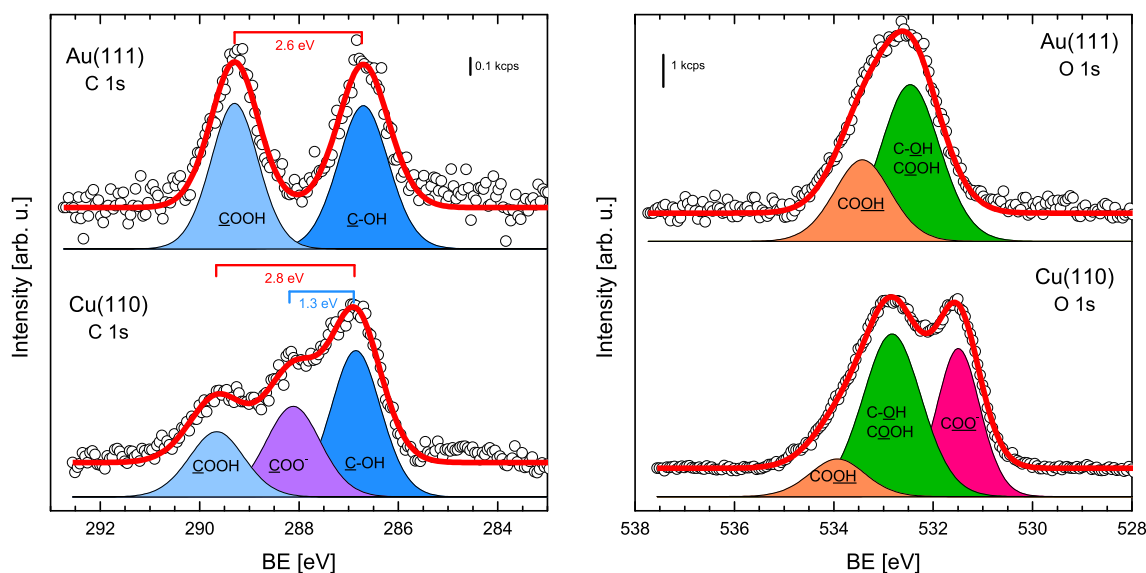 Au(111)
C 1s
2.6 eV
0.1 kcps
COOH
C-OH
Cu(110)
C 1s
2.8 eV
1.3 eV
COOH
COO⁻
C-OH
292
290
288
286
284
BE [eV]
Intensity [arb. u.]
Au(111)
O 1s
1 kcps
C-OH
COOH
COOH
Cu(110)
O 1s
C-OH
COOH
COO⁻
COOH
538
536
534
532
530
528
BE [eV]
Intensity [arb. u.]